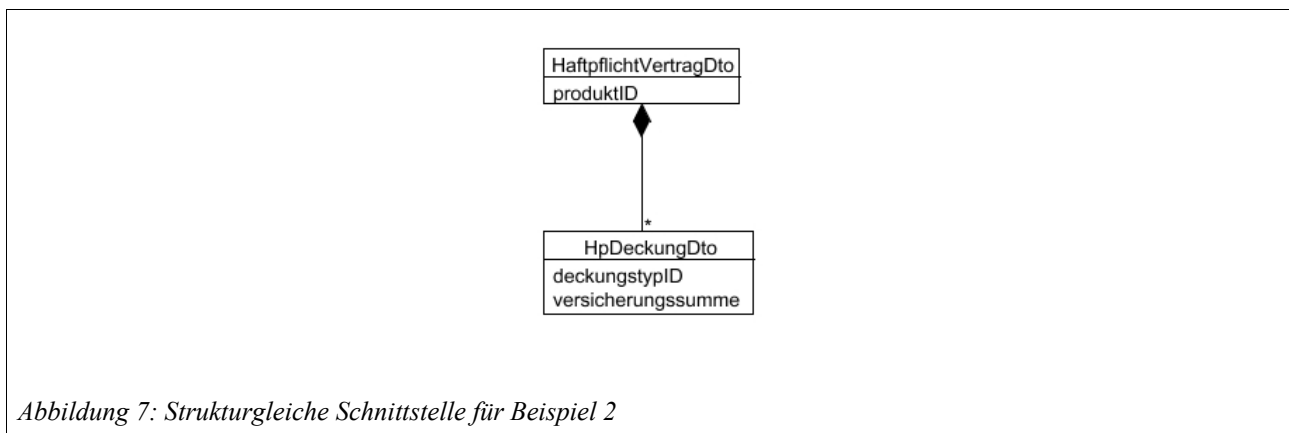 HaftpflichtVertragDto
produktID
*
HpDeckungDto
deckungstypID
versicherungssumme
Abbildung 7: Strukturgleiche Schnittstelle für Beispiel 2